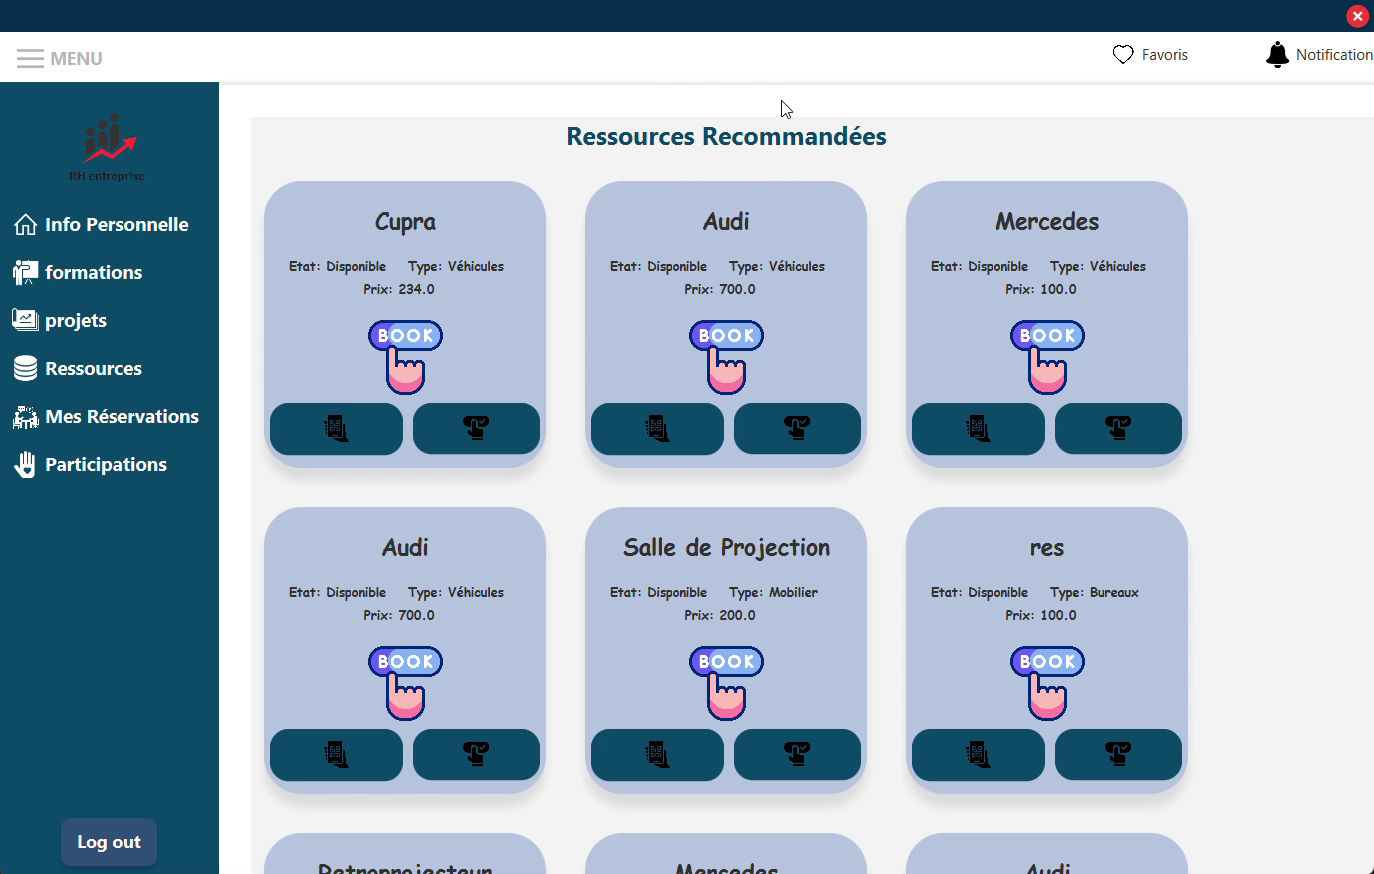 MENU
Favoris
Notification
RH entreprise
Info Personnelle
formations
projets
Ressources
Mes Réservations
Participations
Log out
Ressources Recommandées
Cupra
Etat: Disponible Type: Véhicules
Prix: 234.0
BOOK
Audi
Etat: Disponible Type: Véhicules
Prix: 700.0
BOOK
Mercedes
Etat: Disponible Type: Véhicules
Prix: 100.0
BOOK
Audi
Etat: Disponible Type: Véhicules
Prix: 700.0
BOOK
Salle de Projection
Etat: Disponible Type: Mobilier
Prix: 200.0
BOOK
res
Etat: Disponible Type: Bureaux
Prix: 100.0
BOOK
Retroprojecteur
Mercedes
Audi